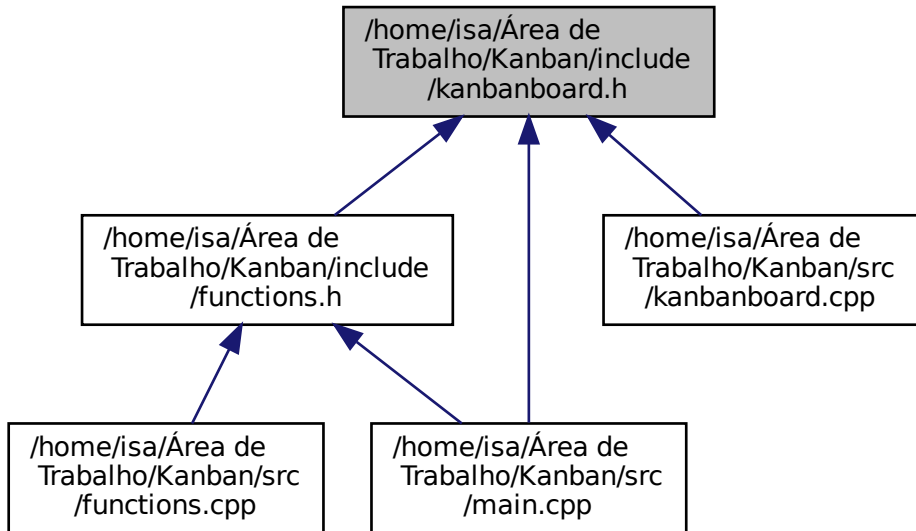 /home/isa/Área de
Trabalho/Kanban/include
/kanbanboard.h
/home/isa/Área de
Trabalho/Kanban/include
/functions.h
/home/isa/Área de
Trabalho/Kanban/src
/kanbanboard.cpp
/home/isa/Área de
Trabalho/Kanban/src
/functions.cpp
/home/isa/Área de
Trabalho/Kanban/src
/main.cpp